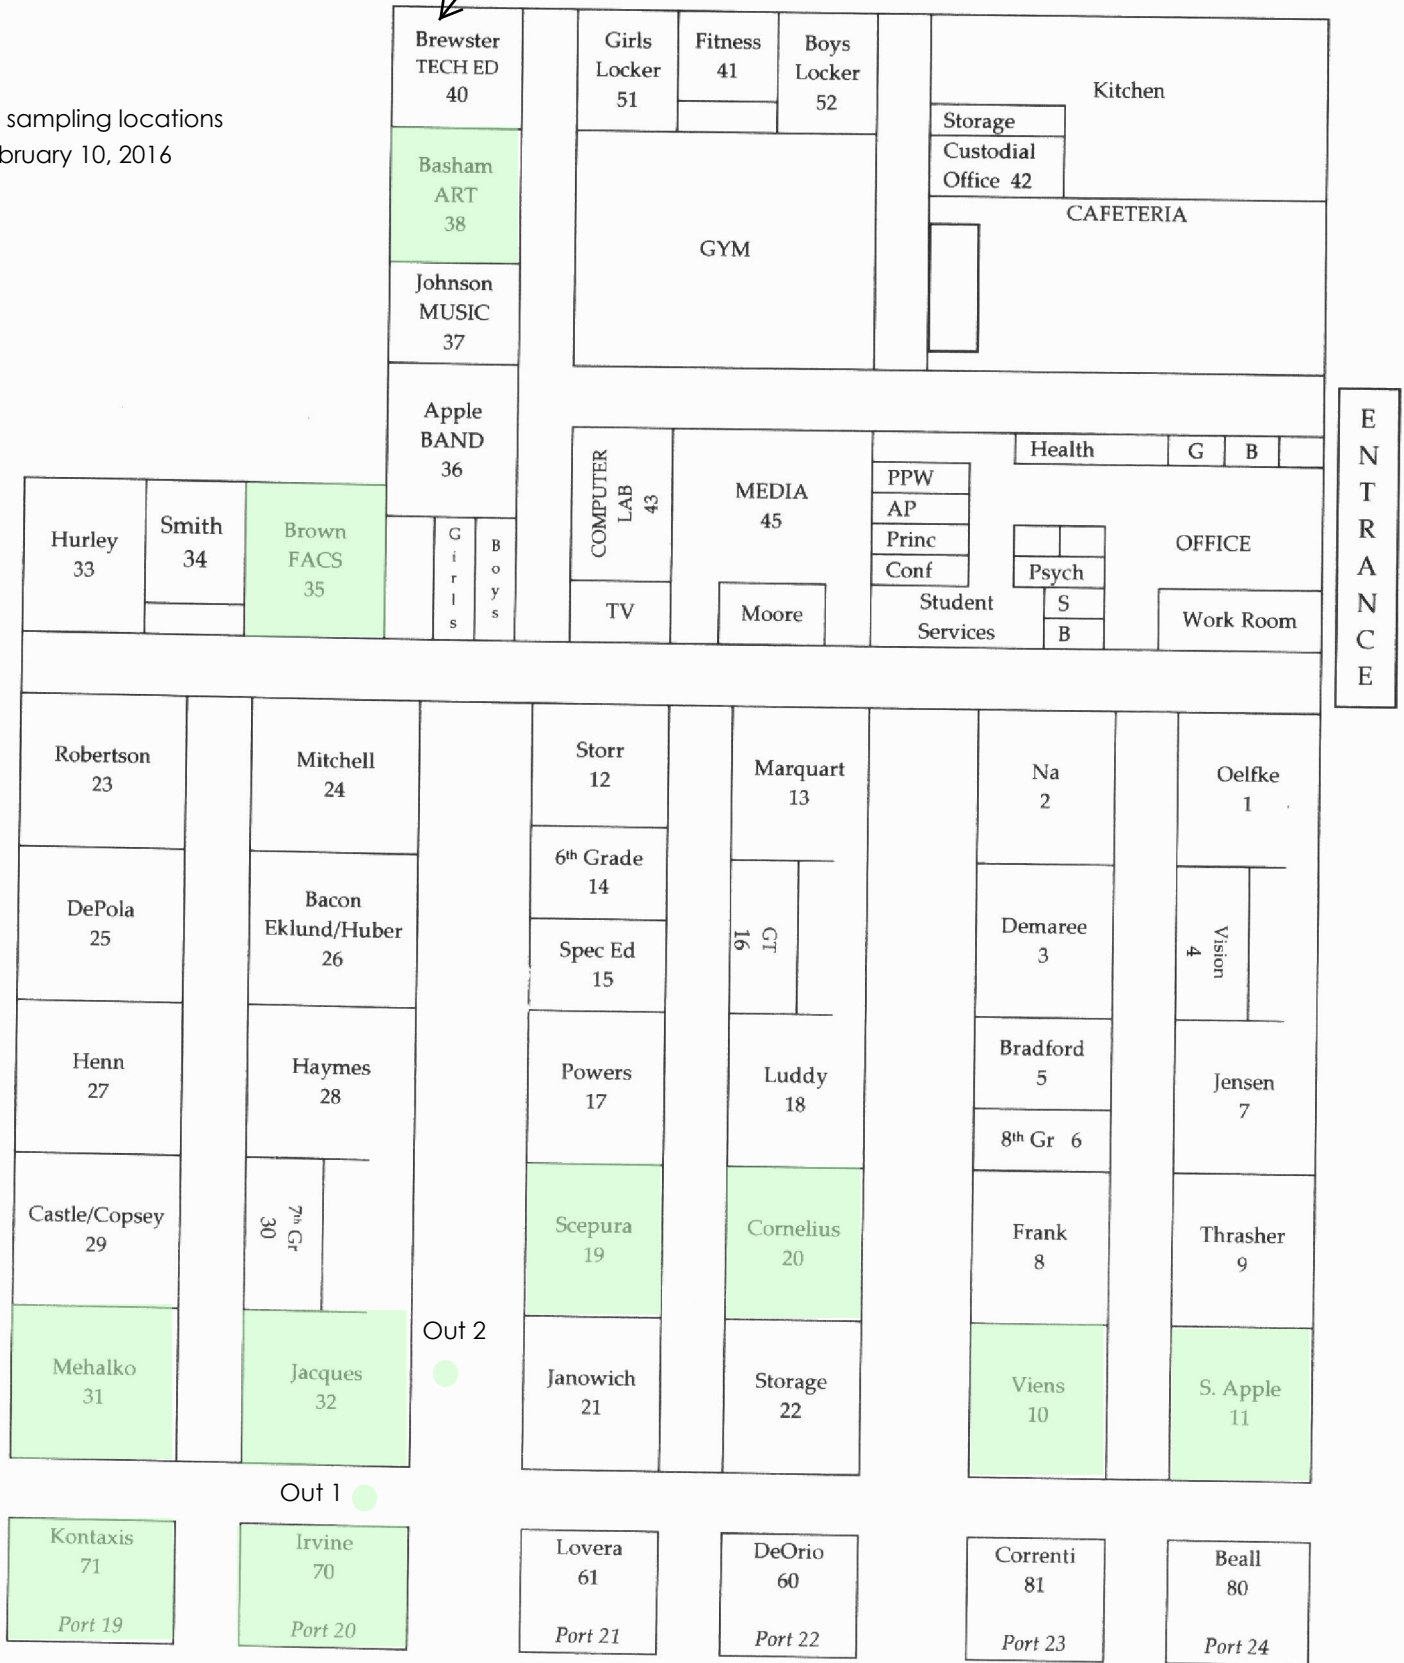 sampling locations
bruary 10, 2016
Brewster
TECH ED
40
Girls
Locker
51
Fitness
41
Boys
Locker
52
Kitchen
Storage
Custodial
Office 42
CAFETERIA
Basham
ART
38
GYM
Johnson
MUSIC
37
Apple
BAND
36
ENTRANCE
COMPUTER
LAB
43
MEDIA
45
Health
G
B
PPW
AP
Princ
Conf
OFFICE
Psych
Student
Services
S
B
Work Room
TV
Moore
Hurley
33
Smith
34
Brown
FACS
35
Girls
Boys
Robertson
23
Mitchell
24
Storr
12
Marquart
13
Na
2
Oelfke
1
6th Grade
14
DePola
25
Bacon
Eklund/Huber
26
Spec Ed
15
GT
16
Demaree
3
Vision
4
Henn
27
Haymes
28
Powers
17
Luddy
18
Bradford
5
8th Gr 6
Jensen
7
Castle/Copsey
29
7th Gr
30
Scepura
19
Cornelius
20
Frank
8
Thrasher
9
Out 2
Mehalko
31
Jacques
32
Janowich
21
Storage
22
Viens
10
S. Apple
11
Out 1
Kontaxis
71
Port 19
Irvine
70
Port 20
Lovera
61
Port 21
DeOrio
60
Port 22
Correnti
81
Port 23
Beall
80
Port 24